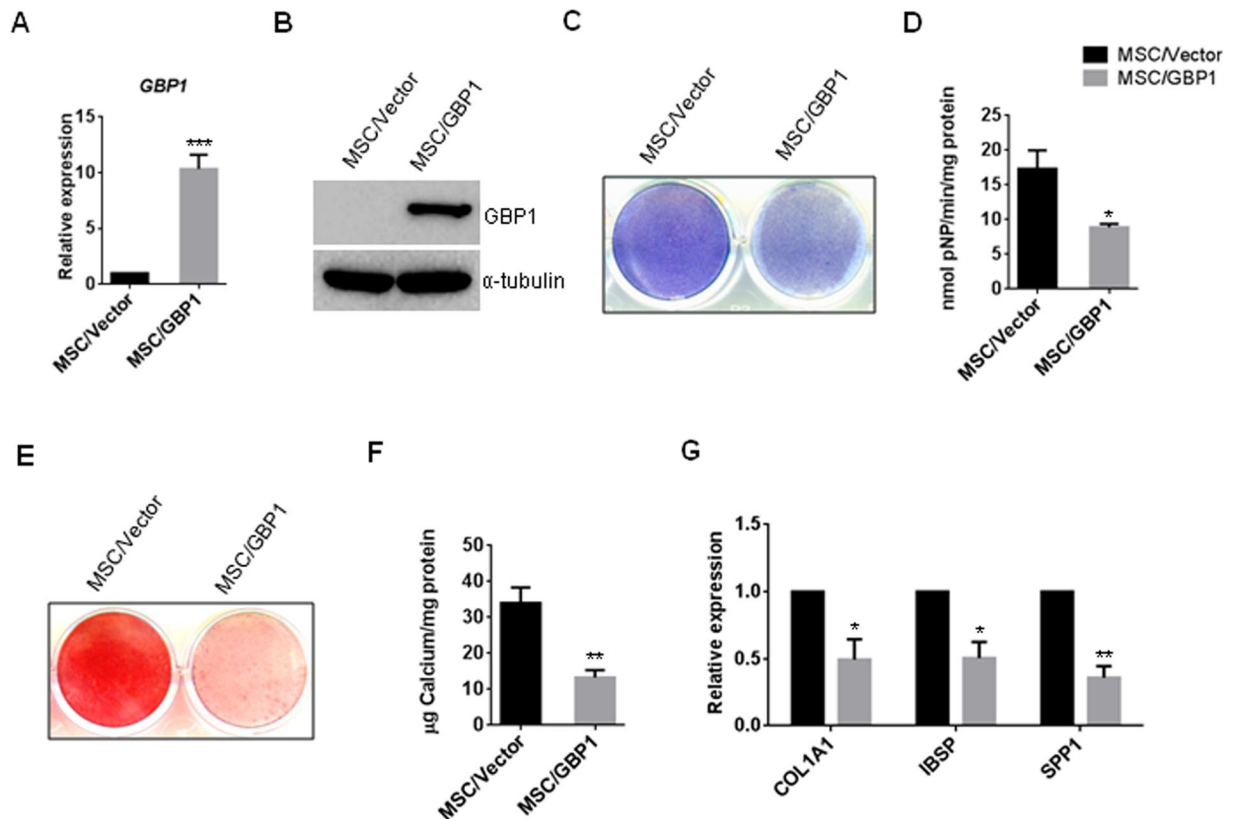 A
GBP1
Relative expression
15
10
5
0
***
MSC/Vector
MSC/GBP1
B
MSC/Vector
MSC/GBP1
GBP1
α-tubulin
C
MSC/Vector
MSC/GBP1
D
MSC/Vector
MSC/GBP1
nmol pNP/min/mg protein
25
20
15
10
5
0
*
MSC/Vector
MSC/GBP1
E
MSC/Vector
MSC/GBP1
F
µg Calcium/mg protein
50
40
30
20
10
0
**
MSC/Vector
MSC/GBP1
G
Relative expression
1.5
1.0
0.5
0.0
*
*
**
COL1A1
IBSP
SPP1